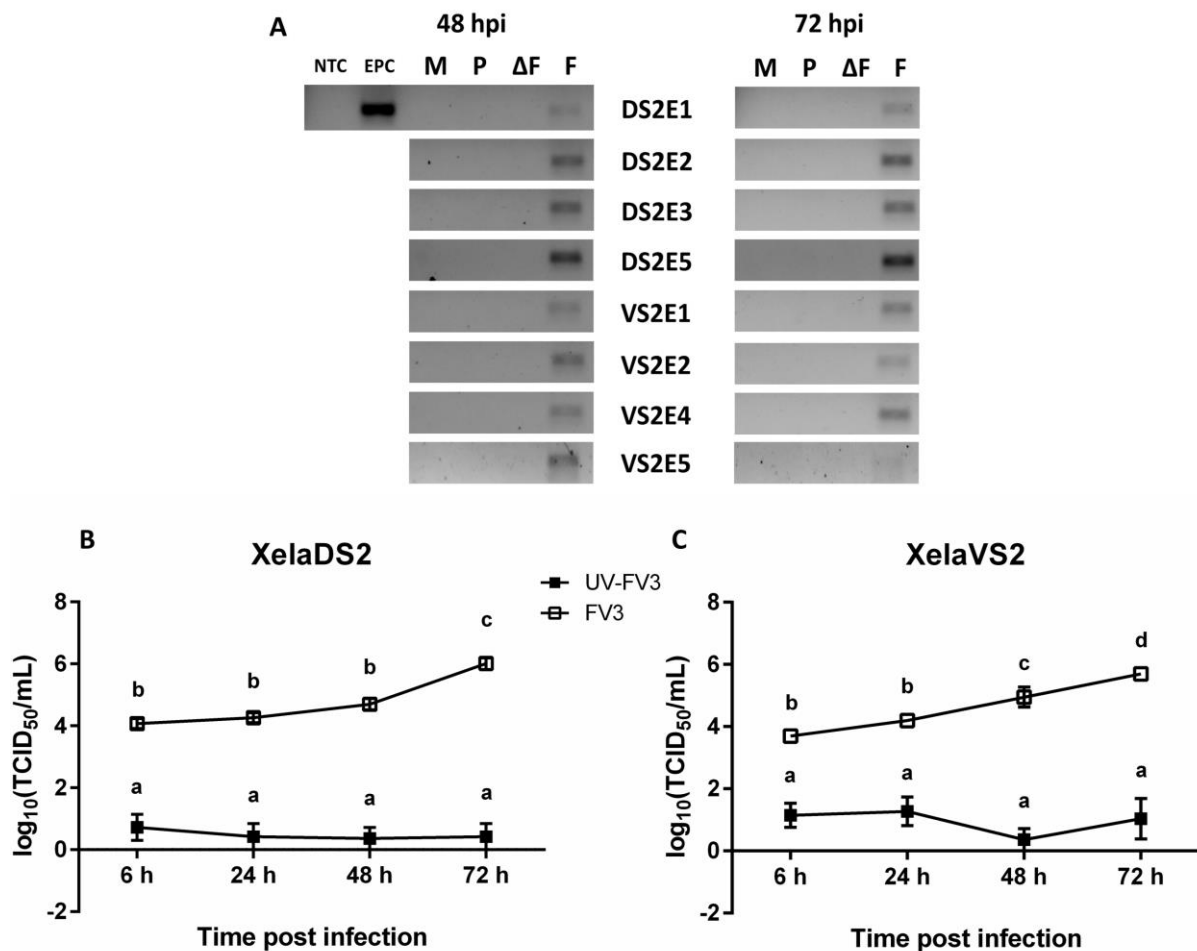 A
48 hpi
72 hpi
NTC EPC M P ΔF F
M P ΔF F
DS2E1
DS2E2
DS2E3
DS2E5
VS2E1
VS2E2
VS2E4
VS2E5
B
XelaDS2
log10(TCID50/mL)
8
6
4
2
0
-2
b b b c
a a a a
6 h 24 h 48 h 72 h
Time post infection
UV-FV3
FV3
C
XelaVS2
log10(TCID50/mL)
8
6
4
2
0
-2
b b c d
a a a a
6 h 24 h 48 h 72 h
Time post infection